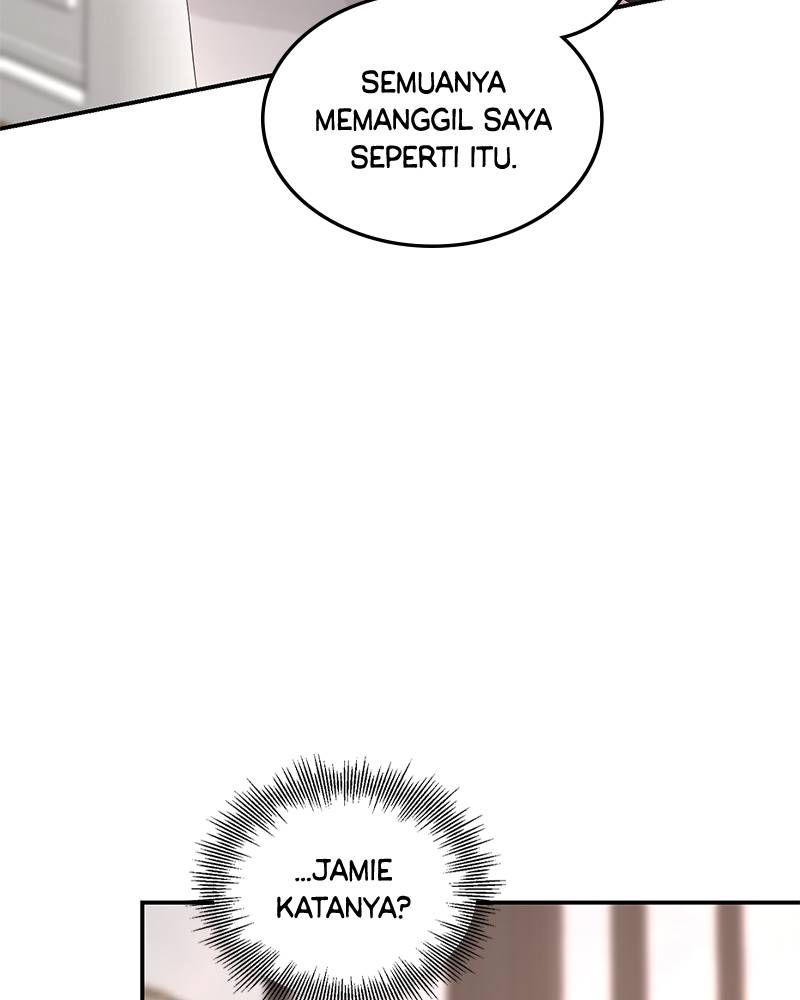 SEMUANYA
MEMANGGIL SAYA
SEPERTI ITU.
...JAMIE
KATANYA?